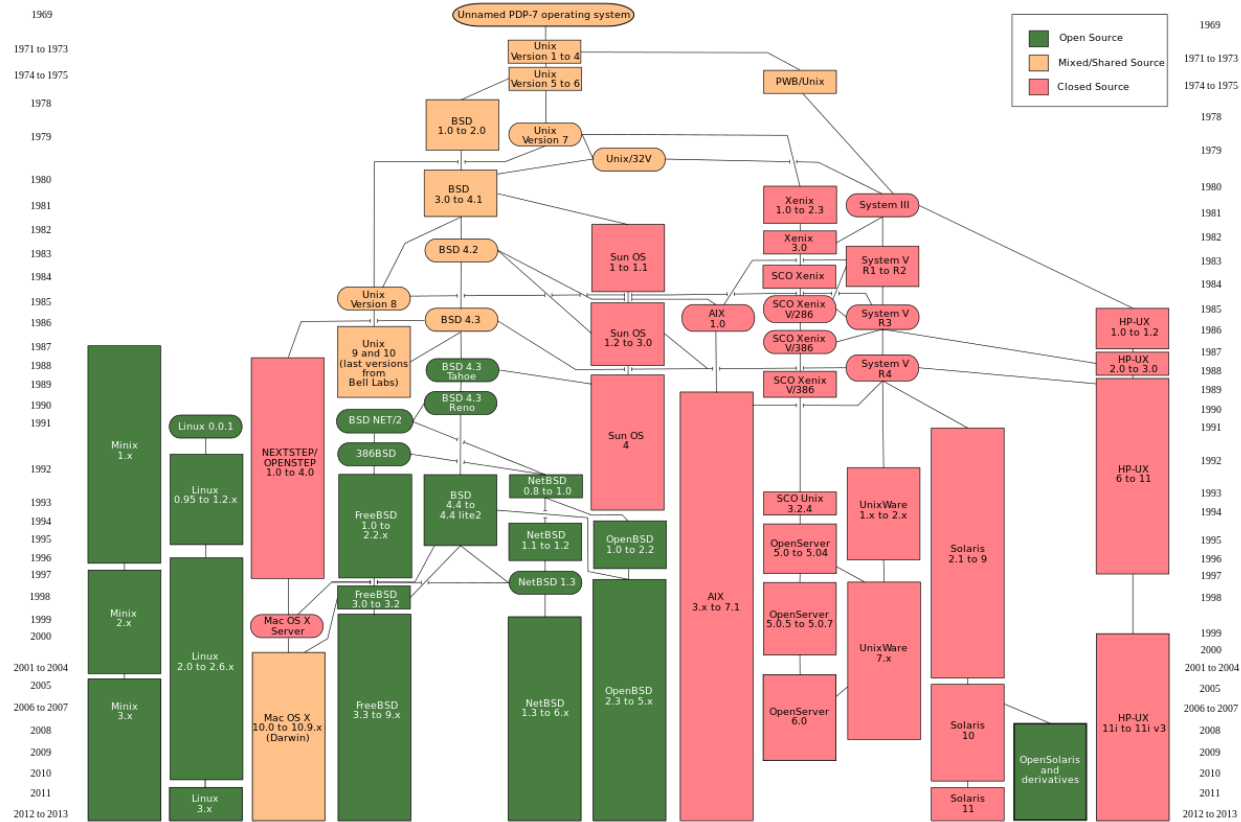 1969
1971 to 1973
1974 to 1975
1978
1979
1980
1981
1982
1983
1984
1985
1986
1987
1988
1989
1990
1991
1992
1993
1994
1995
1996
1997
1998
1999
2000
2001 to 2004
2005
2006 to 2007
2008
2009
2010
2011
2012 to 2013
Unnamed PDP-7 operating system
Unix
Version 1 to 4
Unix
Version 5 to 6
PWB/Unix
BSD
1.0 to 2.0
Unix
Version 7
Unix/32V
BSD
3.0 to 4.1
Xenix
1.0 to 2.3
System III
Xenix
3.0
Sun OS
1 to 1.1
BSD 4.2
SCO Xenix
System V
R1 to R2
Unix
Version 8
SCO Xenix
V/286
AIX
1.0
System V
R3
BSD 4.3
Sun OS
1.2 to 3.0
HP-UX
1.0 to 1.2
SCO Xenix
V/386
Unix
9 and 10
(last versions
from
Bell Labs)
BSD 4.3
Tahoe
System V
R4
HP-UX
2.0 to 3.0
SCO Xenix
V/386
BSD 4.3
Reno
BSD NET/2
Linux 0.0.1
Minix
1.x
NEXTSTEP/
OPENSTEP
1.0 to 4.0
386BSD
Sun OS
4
HP-UX
6 to 11
Linux
0.95 to 1.2.x
FreeBSD
1.0 to
2.2.x
BSD
4.4 to
4.4 lite2
NetBSD
0.8 to 1.0
SCO Unix
3.2.4
UnixWare
1.x to 2.x
NetBSD
1.1 to 1.2
OpenBSD
1.0 to 2.2
OpenServer
5.0 to 5.04
Solaris
2.1 to 9
NetBSD 1.3
FreeBSD
3.0 to 3.2
AIX
3.x to 7.1
OpenServer
5.0.5 to 5.0.7
Minix
2.x
Mac OS X
Server
Linux
2.0 to 2.6.x
UnixWare
7.x
Minix
3.x
Mac OS X
10.0 to 10.9.x
(Darwin)
FreeBSD
3.3 to 9.x
NetBSD
1.3 to 6.x
OpenBSD
2.3 to 5.x
OpenServer
6.0
Solaris
10
HP-UX
11i to 11i v3
OpenSolaris
and
derivatives
Linux
3.x
Solaris
11
Open Source
Mixed/Shared Source
Closed Source
1969
1971 to 1973
1974 to 1975
1978
1979
1980
1981
1982
1983
1984
1985
1986
1987
1988
1989
1990
1991
1992
1993
1994
1995
1996
1997
1998
1999
2000
2001 to 2004
2005
2006 to 2007
2008
2009
2010
2011
2012 to 2013